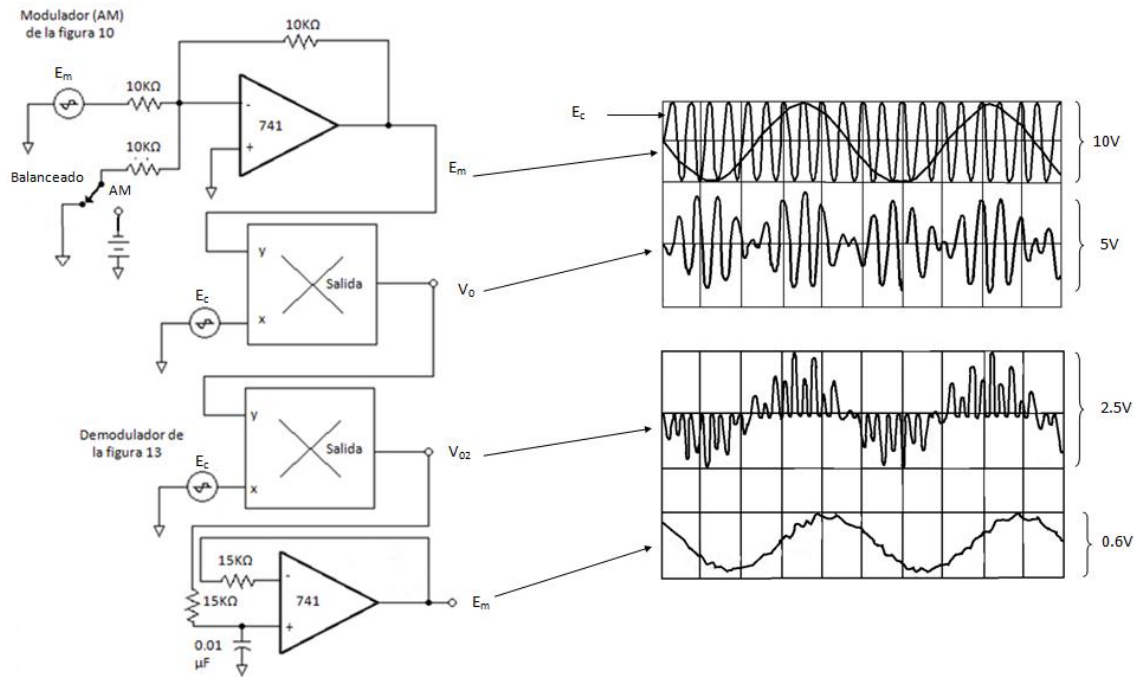 Modulador (AM)
de la figura 10
10KΩ
Em
10KΩ
-
741
+
10KΩ
Balanceado
AM
y
Salida
x
Ec
V0
y
Salida
x
Ec
V02
Demodulador de
la figura 13
15KΩ
15KΩ
-
741
+
0.01
µF
Em
Ec
Em
10V
5V
2.5V
0.6V